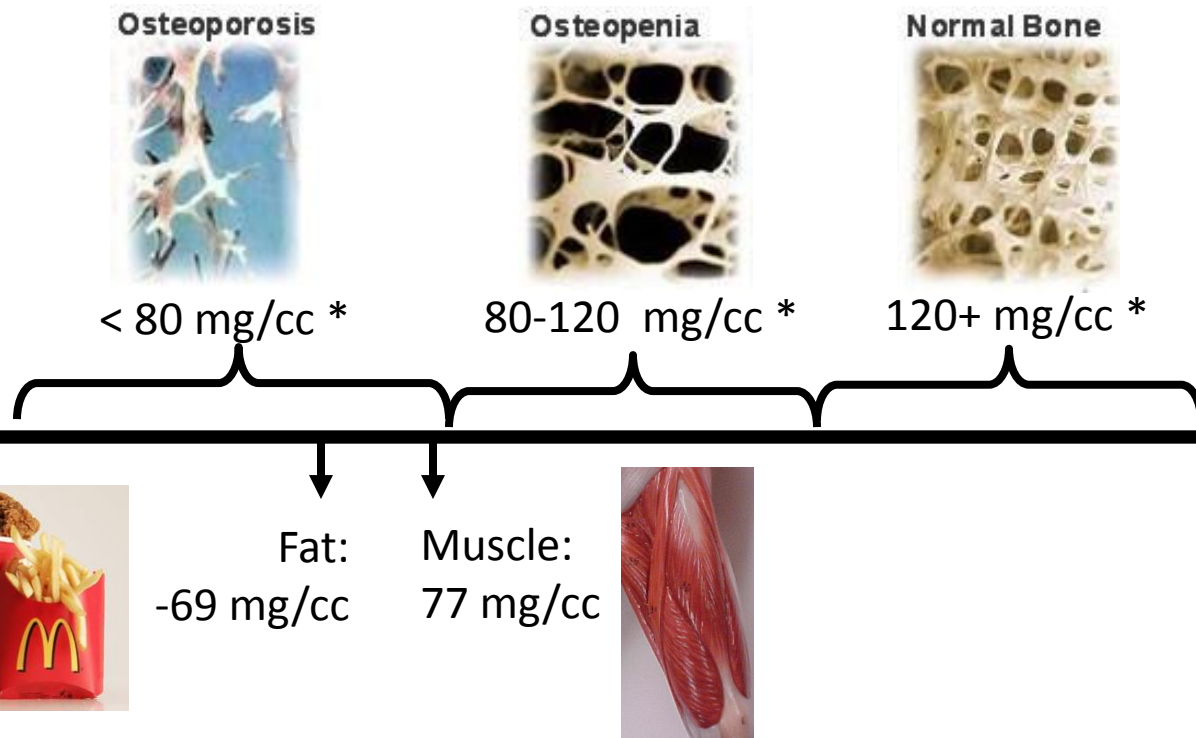 Osteoporosis
Osteopenia
Normal Bone
< 80 mg/cc *
80-120 mg/cc *
120+ mg/cc *
Fat:
-69 mg/cc
Muscle:
77 mg/cc